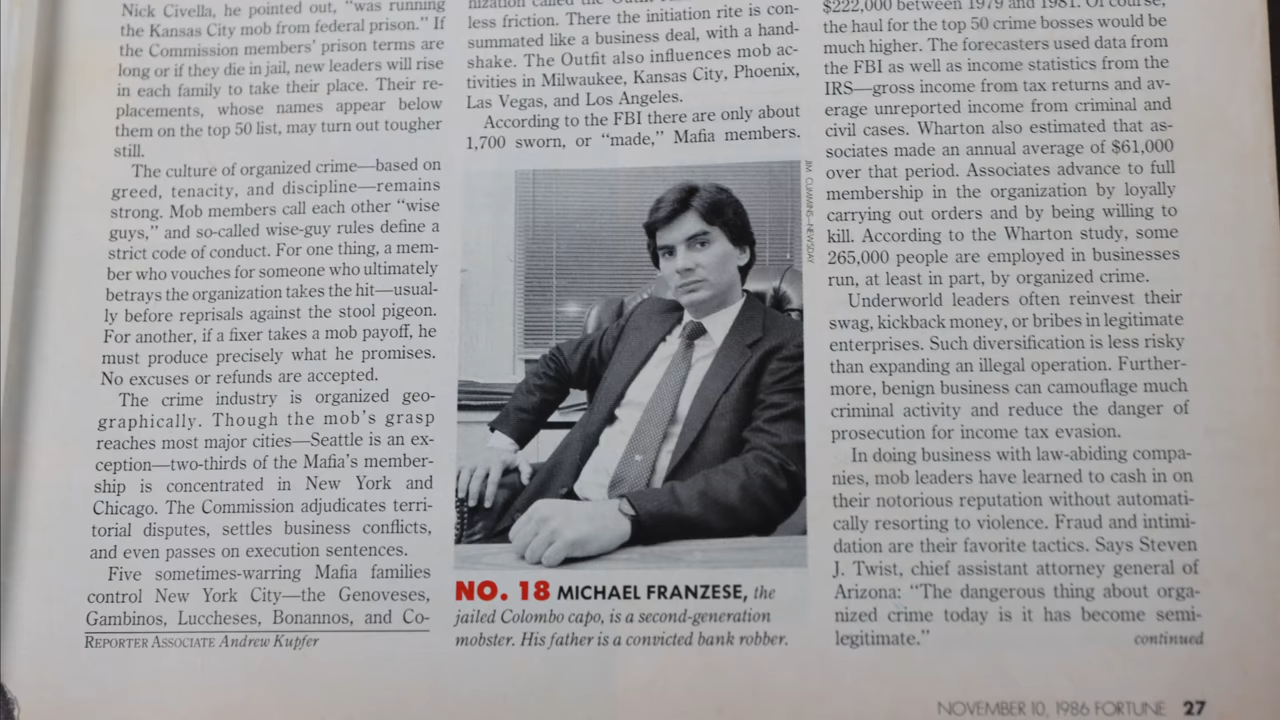 Nick Civella, he pointed out, “was running
the Kansas City mob from federal prison.” If
the Commission members’ prison terms are
long or if they die in jail, new leaders will rise
in each family to take their place. Their re-
placements, whose names appear below
them on the top 50 list, may turn out tougher
still.
The culture of organized crime—based on
greed, tenacity, and discipline—remains
strong. Mob members call each other “wise
guys,” and so-called wise-guy rules define a
strict code of conduct. For one thing, a mem-
ber who vouches for someone who ultimately
betrays the organization takes the hit—usual-
ly before reprisals against the stool pigeon.
For another, if a fixer takes a mob payoff, he
must produce precisely what he promises.
No excuses or refunds are accepted.
The crime industry is organized geo-
graphically. Though the mob’s grasp
reaches most major cities—Seattle is an ex-
ception—two-thirds of the Mafia’s member-
ship is concentrated in New York and
Chicago. The Commission adjudicates terri-
torial disputes, settles business conflicts,
and even passes on execution sentences.
Five sometimes-warring Mafia families
control New York City—the Genoveses,
Gambinos, Luccheses, Bonannos, and Co-
REPORTER ASSOCIATE Andrew Kupfer
nization called the Outfit
less friction. There the initiation rite is con-
summated like a business deal, with a hand-
shake. The Outfit also influences mob ac-
tivities in Milwaukee, Kansas City, Phoenix,
Las Vegas, and Los Angeles.
According to the FBI there are only about
1,700 sworn, or “made,” Mafia members.
JIM CUMMINS—NEWSDAY
NO. 18 MICHAEL FRANZESE, the
jailed Colombo capo, is a second-generation
mobster. His father is a convicted bank robber.
$222,000 between 1979 and 1981. Of course,
the haul for the top 50 crime bosses would be
much higher. The forecasters used data from
the FBI as well as income statistics from the
IRS—gross income from tax returns and av-
erage unreported income from criminal and
civil cases. Wharton also estimated that as-
sociates made an annual average of $61,000
over that period. Associates advance to full
membership in the organization by loyally
carrying out orders and by being willing to
kill. According to the Wharton study, some
265,000 people are employed in businesses
run, at least in part, by organized crime.
Underworld leaders often reinvest their
swag, kickback money, or bribes in legitimate
enterprises. Such diversification is less risky
than expanding an illegal operation. Further-
more, benign business can camouflage much
criminal activity and reduce the danger of
prosecution for income tax evasion.
In doing business with law-abiding compa-
nies, mob leaders have learned to cash in on
their notorious reputation without automati-
cally resorting to violence. Fraud and intimi-
dation are their favorite tactics. Says Steven
J. Twist, chief assistant attorney general of
Arizona: “The dangerous thing about orga-
nized crime today is it has become semi-
legitimate.”
continued
NOVEMBER 10, 1986 FORTUNE 27